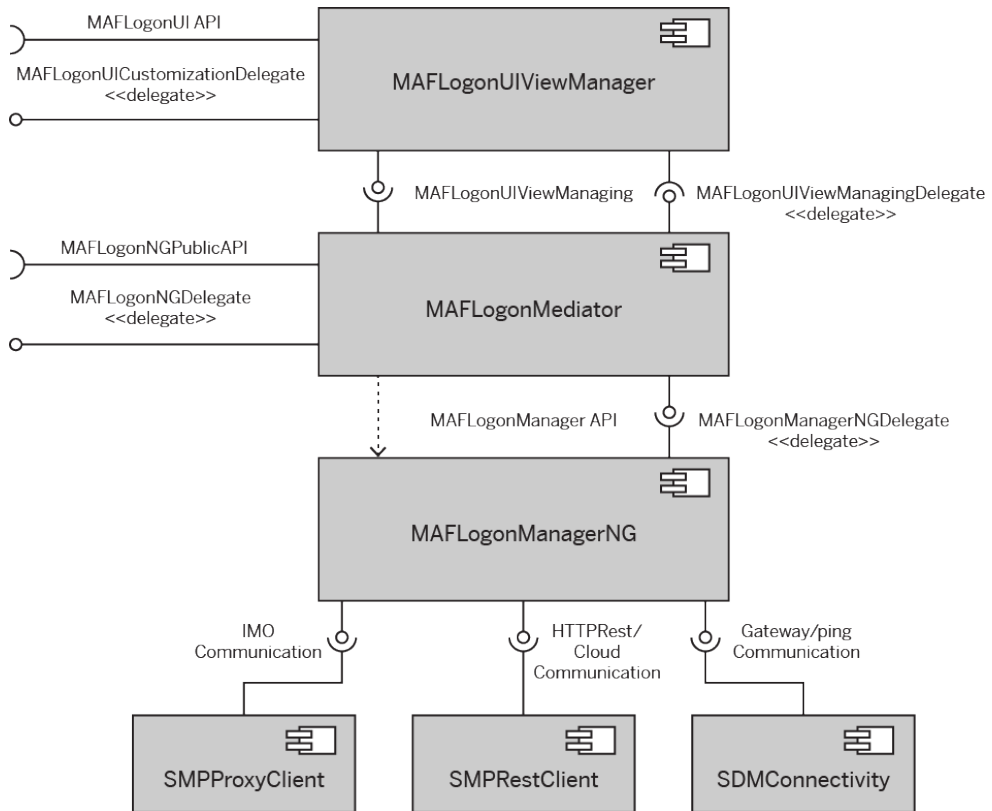 MAFLogonUI API
MAFLogonUICustomizationDelegate
<<delegate>>
MAFLogonUIViewManager
MAFLogonUIViewManaging
MAFLogonUIViewManagingDelegate
<<delegate>>
MAFLogonNGPublicAPI
MAFLogonNGDelegate
<<delegate>>
MAFLogonMediator
MAFLogonManager API
MAFLogonManagerNGDelegate
<<delegate>>
MAFLogonManagerNG
IMO
Communication
HTTPRest/
Cloud
Communication
Gateway/ping
Communication
SMPProxyClient
SMPRestClient
SDMConnectivity